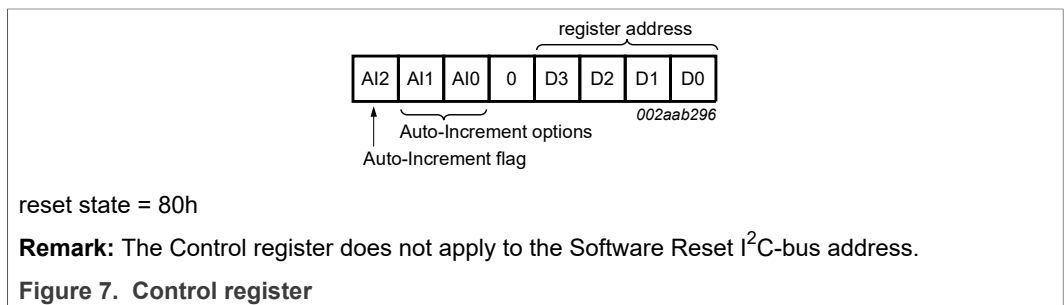 register address
AI2 AI1 AI0 0 D3 D2 D1 D0
002aab296
Auto-Increment options
Auto-Increment flag
reset state = 80h
Remark: The Control register does not apply to the Software Reset I²C-bus address.
Figure 7. Control register